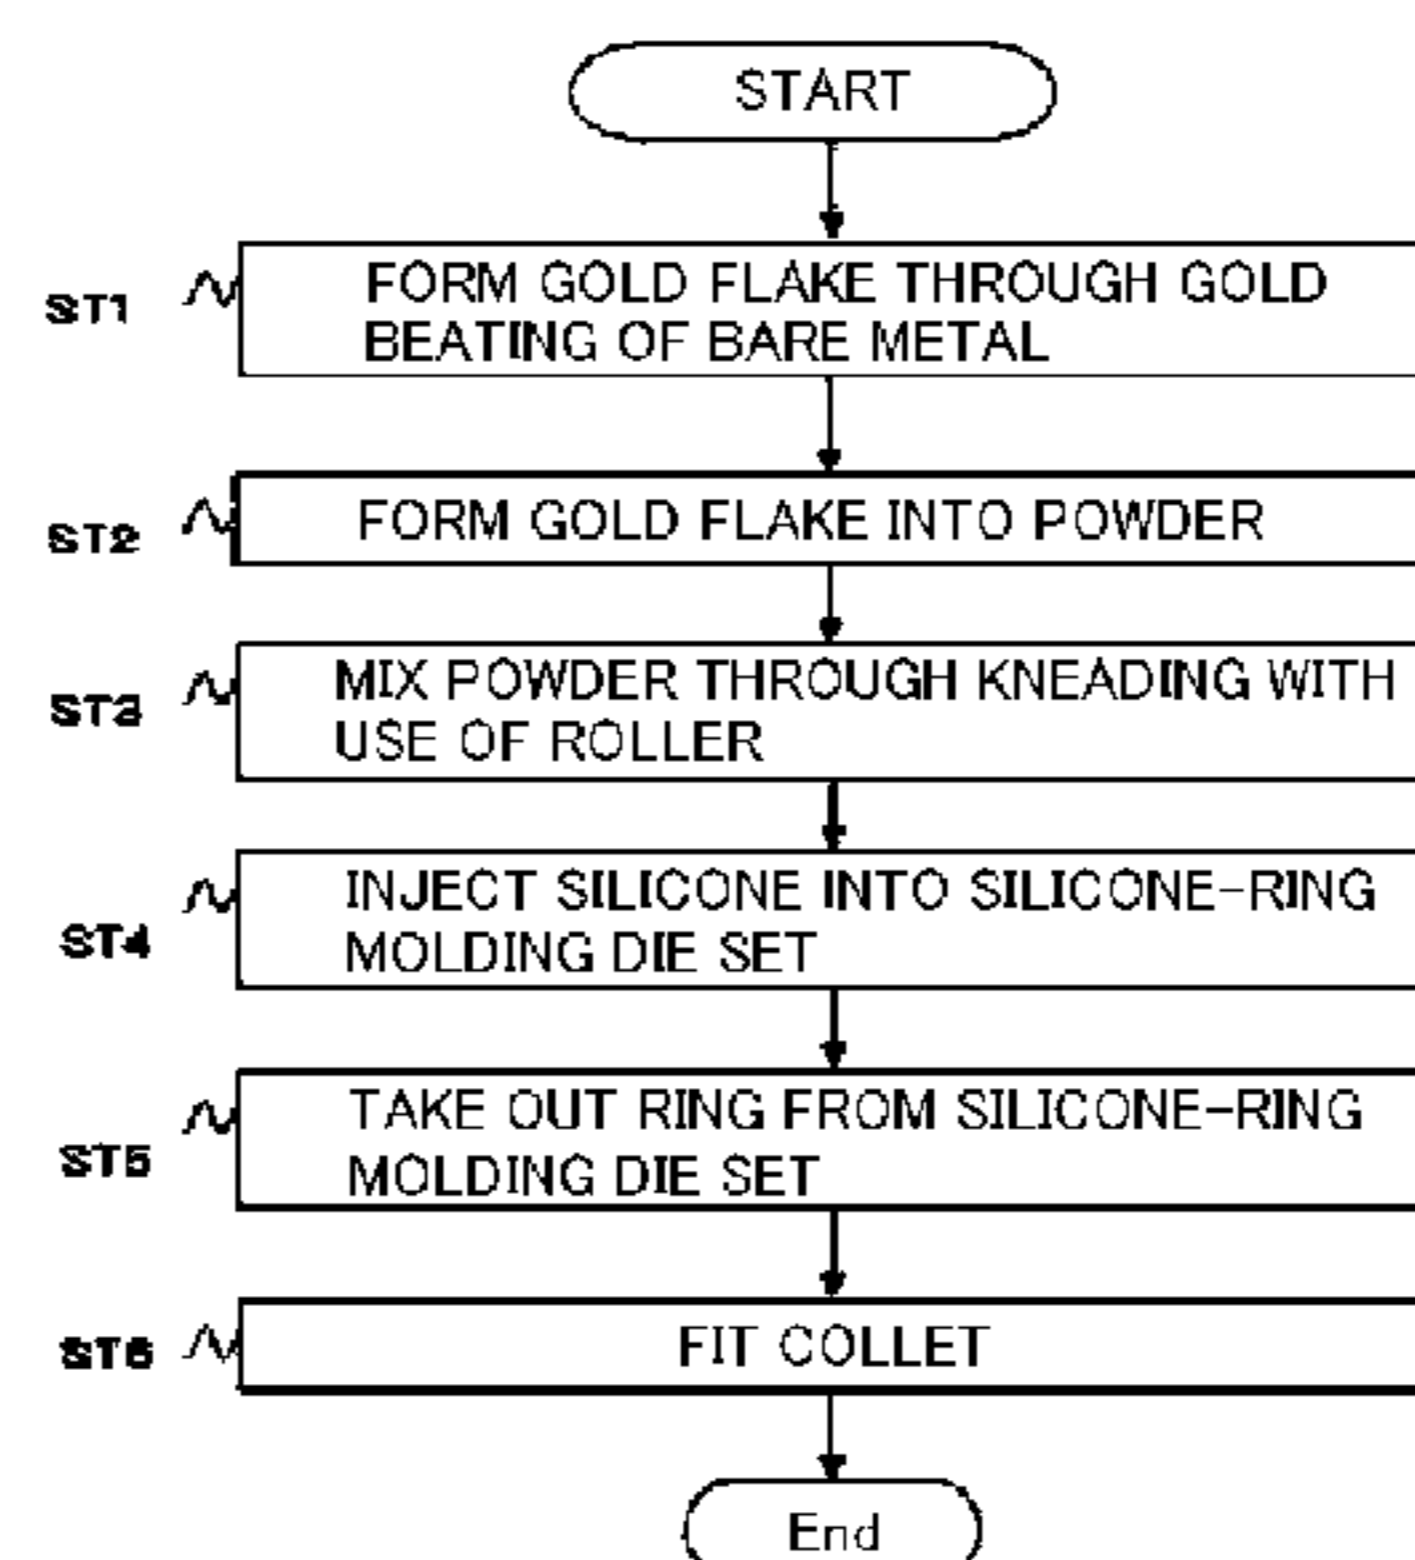 START
ST1
FORM GOLD FLAKE THROUGH GOLD
BEATING OF BARE METAL
ST2
FORM GOLD FLAKE INTO POWDER
ST3
MIX POWDER THROUGH KNEADING WITH
USE OF ROLLER
ST4
INJECT SILICONE INTO SILICONE-RING
MOLDING DIE SET
ST5
TAKE OUT RING FROM SILICONE-RING
MOLDING DIE SET
ST6
FIT COLLET
End